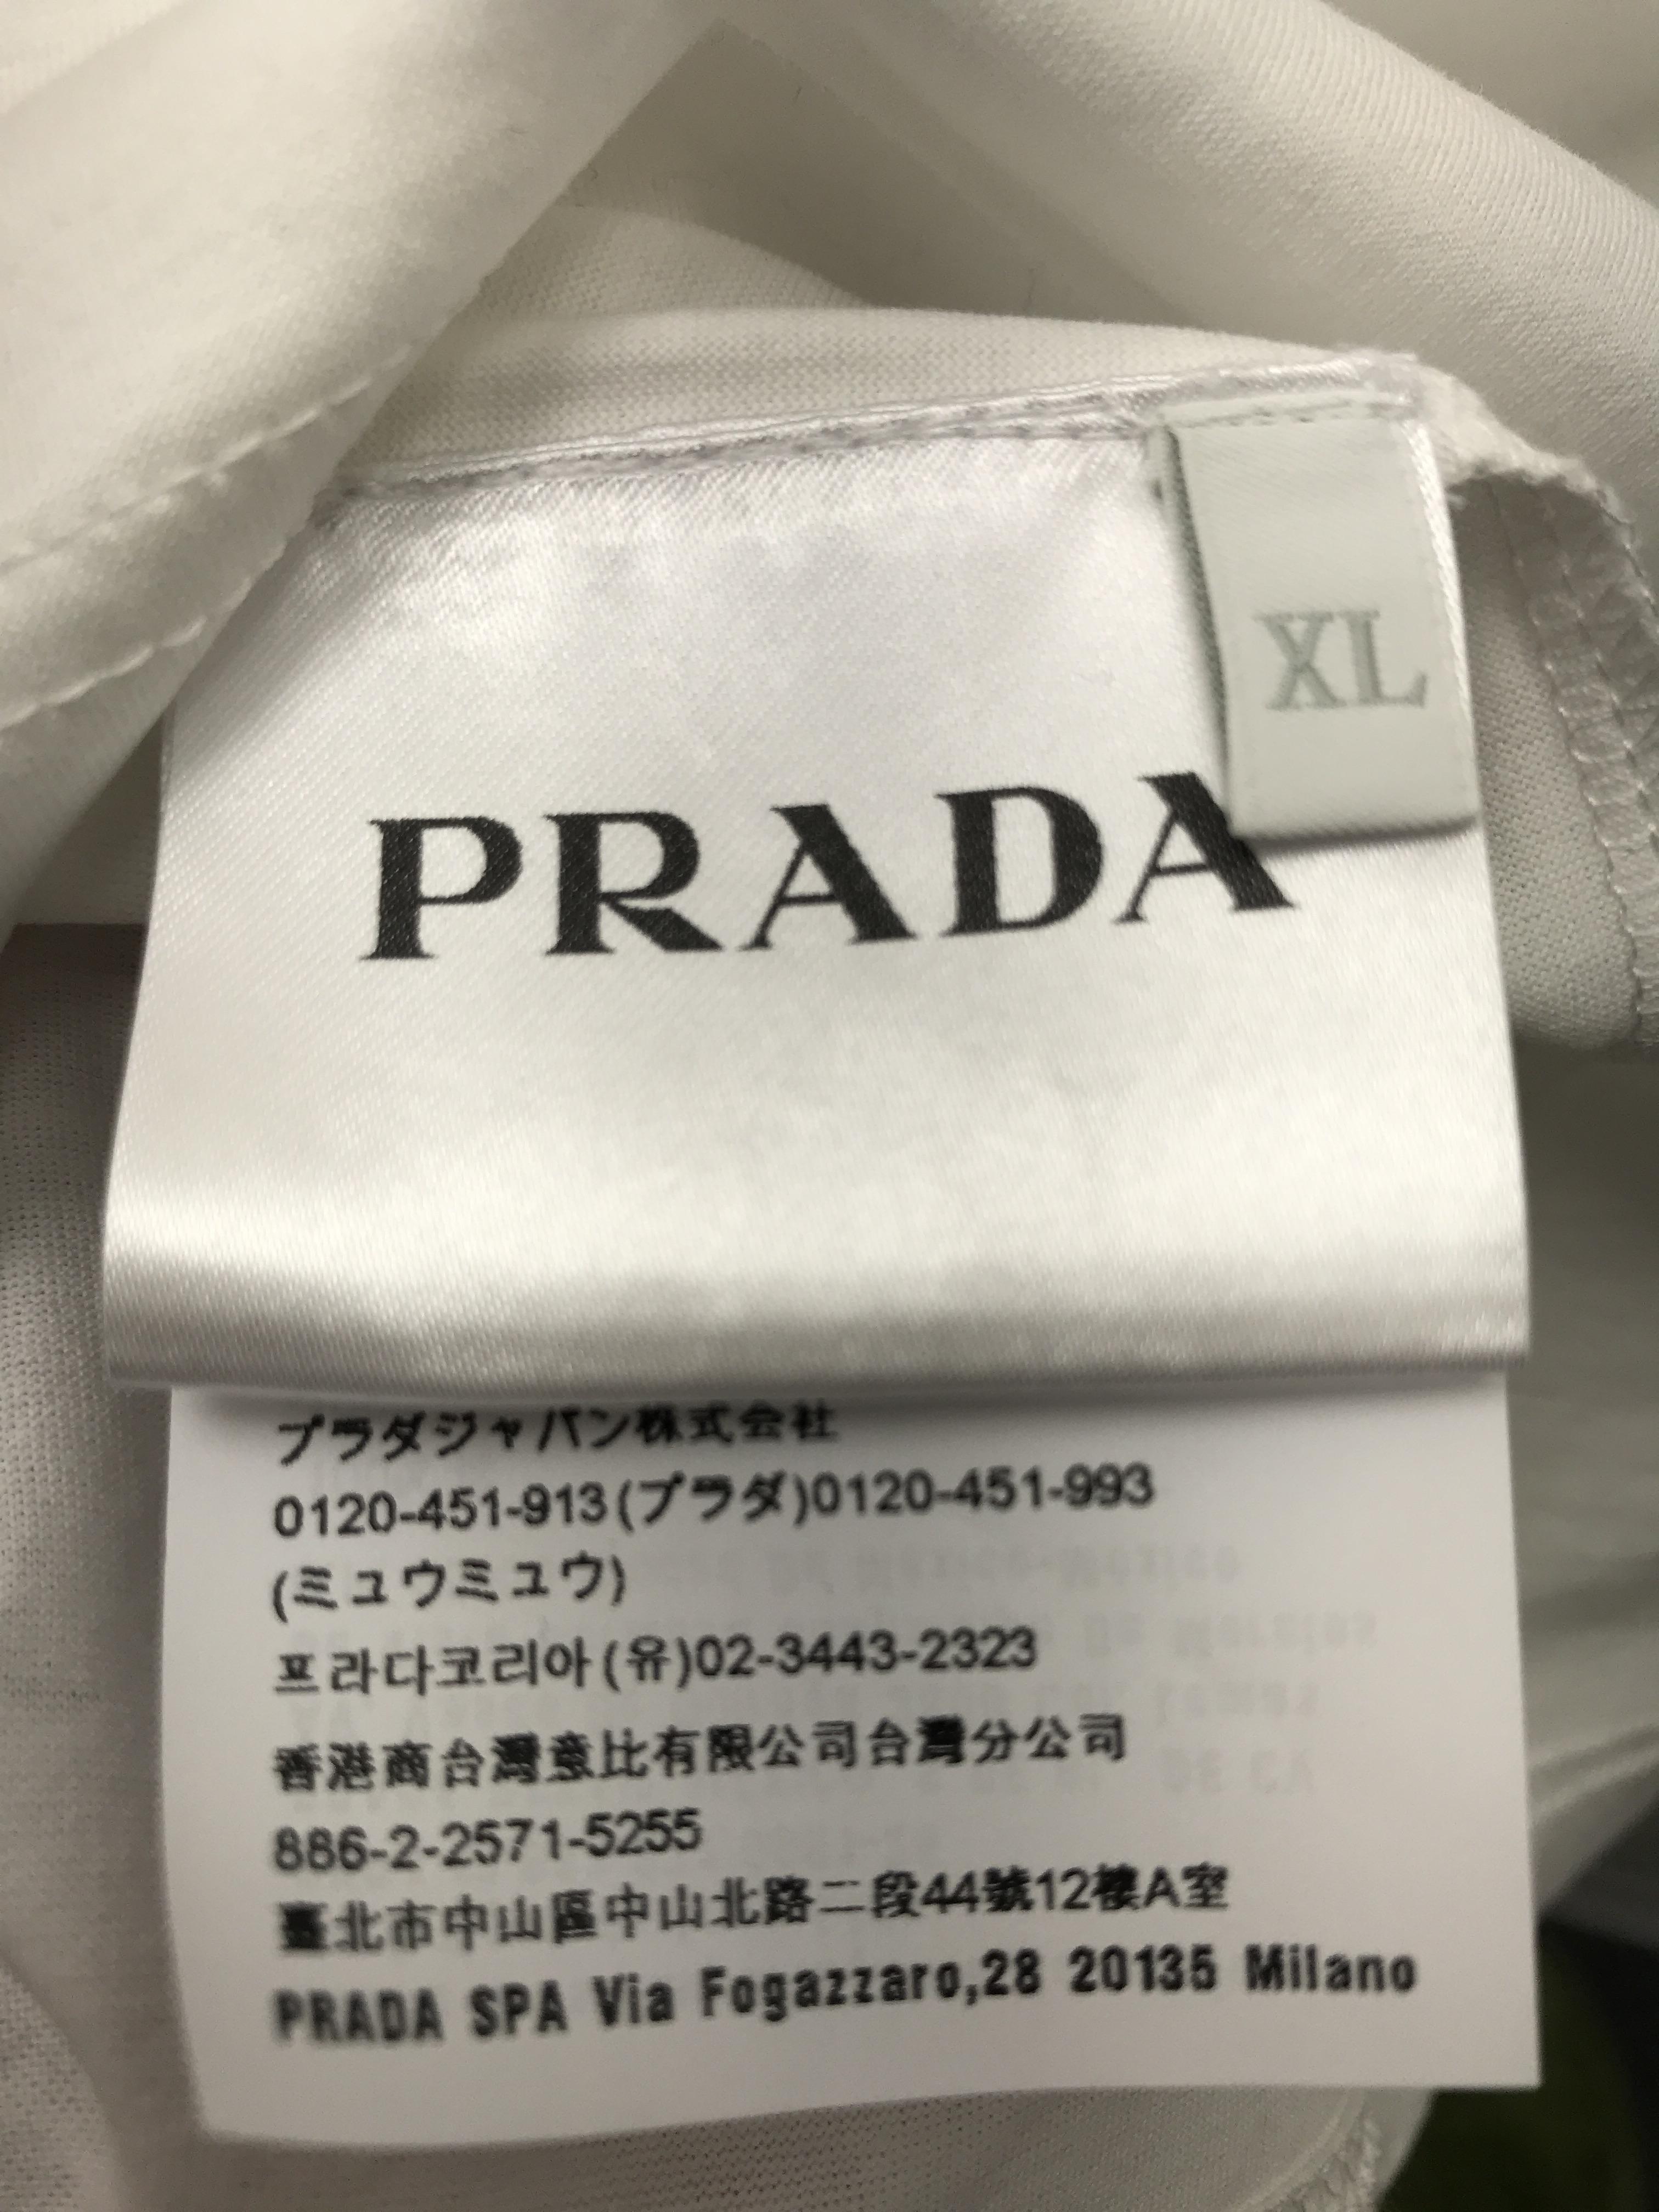 XL
PRADA
プラダジャパン株式会社
0120-451-913(プラダ)0120-451-993
(ミュウミュウ)
프라다코리아(유)02-3443-2323
香港商台灣意比有限公司台灣分公司
886-2-2571-5255
臺北市中山區中山北路二段44號12樓A室
PRADA SPA Via Fogazzaro,28 20135 Milano